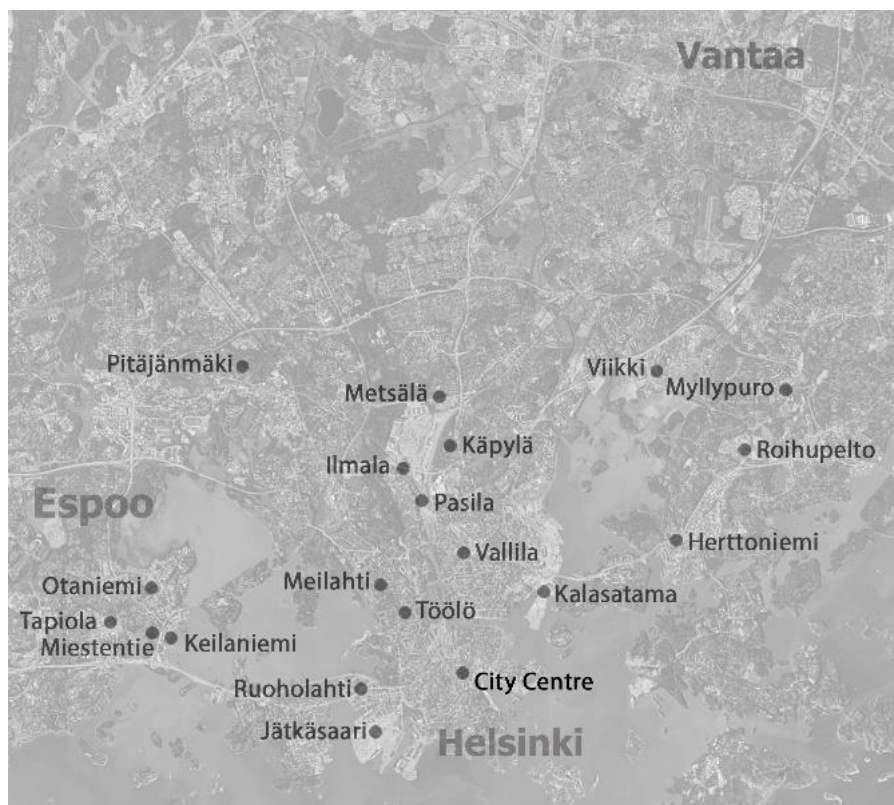 Vantaa
Pitäjänmäki
Viikki
Myllypuro
Metsälä
Käpylä
Roihupelto
Ilmala
Espoo
Pasila
Herttoniemi
Vallila
Otaniemi
Meilahti
Kalasatama
Töölö
Tapiola
Miestentie
Keilaniemi
City Centre
Ruoholahti
Jätkäsaari
Helsinki